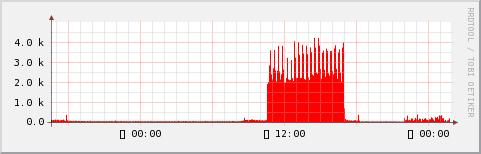 4.0 k
3.0 k
2.0 k
1.0 k
0.0
00:00
12:00
00:00
RRDTOOL / TOBI OETIKER